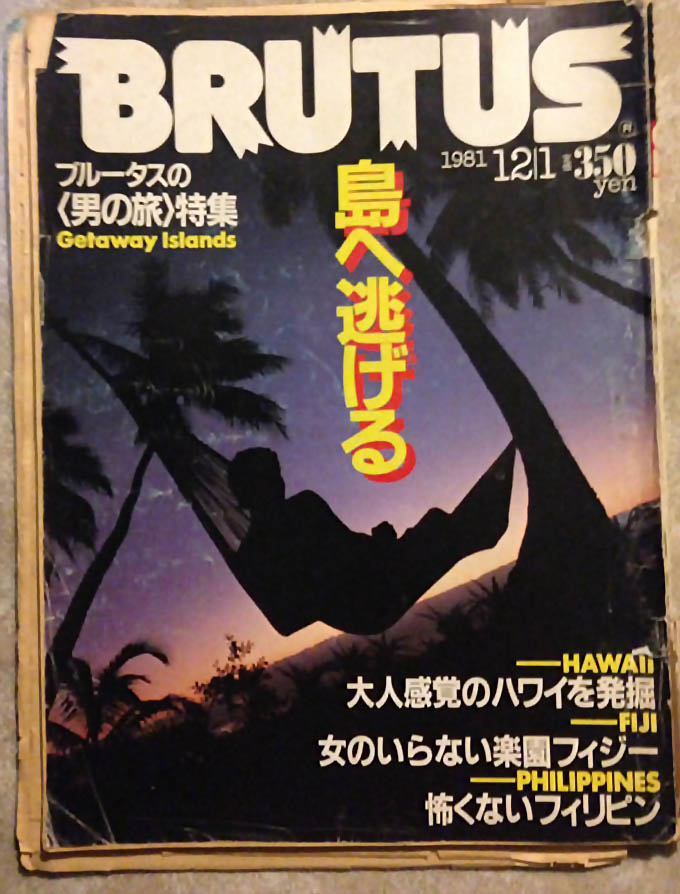 BRUTUS
1981 12|1 定価 350 yen
ブルータスの
〈男の旅〉特集
Getaway Islands
島へ逃げる
HAWAII
大人感覚のハワイを発掘
FIJI
女のいらない楽園フィジー
PHILIPPINES
怖くないフィリピン